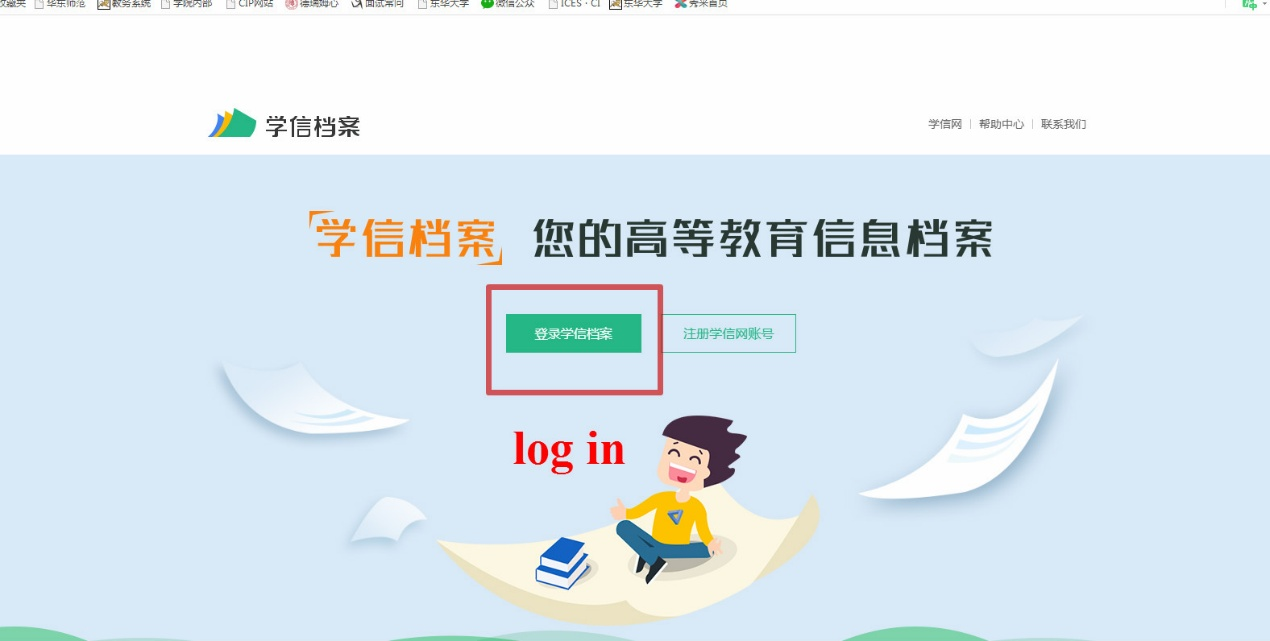 华东师范 教务系统 学院内部 CIP网站 德瑞姆心 面试常问 东华大学 微信公众 ICES · CI 东华大学 秀米首页
学信档案
学信网 | 帮助中心 | 联系我们
学信档案 您的高等教育信息档案
登录学信档案 注册学信网账号
log in